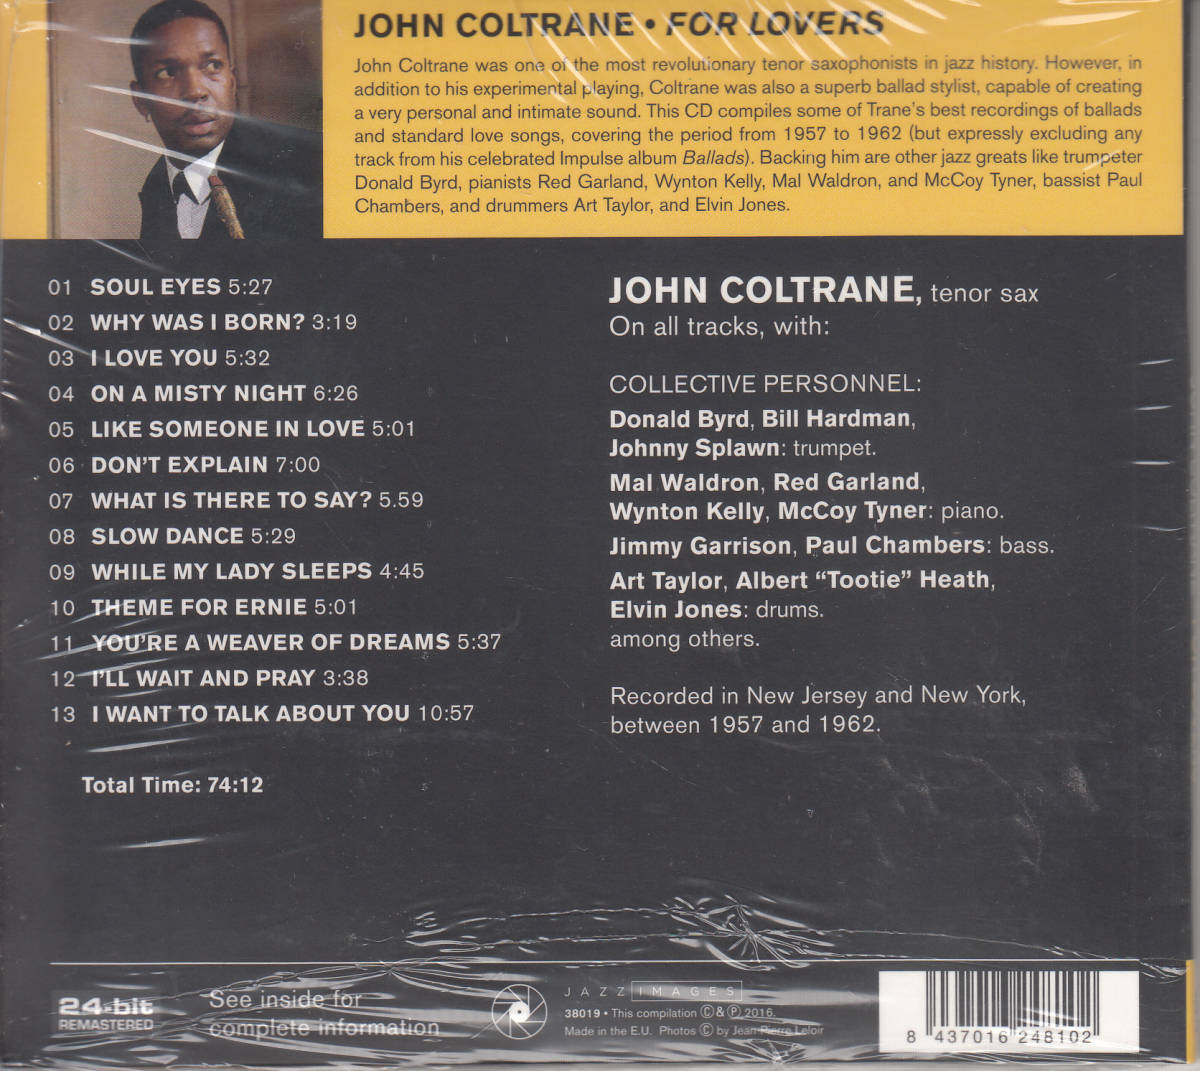 JOHN COLTRANE • FOR LOVERS
John Coltrane was one of the most revolutionary tenor saxophonists in jazz history. However, in
addition to his experimental playing, Coltrane was also a superb ballad stylist, capable of creating
a very personal and intimate sound. This CD compiles some of Trane's best recordings of ballads
and standard love songs, covering the period from 1957 to 1962 (but expressly excluding any
track from his celebrated Impulse album Ballads). Backing him are other jazz greats like trumpeter
Donald Byrd, pianists Red Garland, Wynton Kelly, Mal Waldron, and McCoy Tyner, bassist Paul
Chambers, and drummers Art Taylor, and Elvin Jones.
01 SOUL EYES 5:27
02 WHY WAS I BORN? 3:19
03 I LOVE YOU 5:32
04 ON A MISTY NIGHT 6:26
05 LIKE SOMEONE IN LOVE 5:01
06 DON'T EXPLAIN 7:00
07 WHAT IS THERE TO SAY? 5.59
08 SLOW DANCE 5:29
09 WHILE MY LADY SLEEPS 4:45
10 THEME FOR ERNIE 5:01
11 YOU'RE A WEAVER OF DREAMS 5:37
12 I'LL WAIT AND PRAY 3:38
13 I WANT TO TALK ABOUT YOU 10:57
Total Time: 74:12
JOHN COLTRANE, tenor sax
On all tracks, with:
COLLECTIVE PERSONNEL:
Donald Byrd, Bill Hardman,
Johnny Splawn: trumpet.
Mal Waldron, Red Garland,
Wynton Kelly, McCoy Tyner: piano.
Jimmy Garrison, Paul Chambers: bass.
Art Taylor, Albert “Tootie” Heath,
Elvin Jones: drums.
among others.
Recorded in New Jersey and New York,
between 1957 and 1962.
24-bit
REMASTERED
See inside for
complete information
JAZZ IMAGES
38019 • This compilation Ⓒ & Ⓟ 2016.
Made in the E.U. Photos Ⓒ by Jean-Pierre Leloir
8 437016 248102